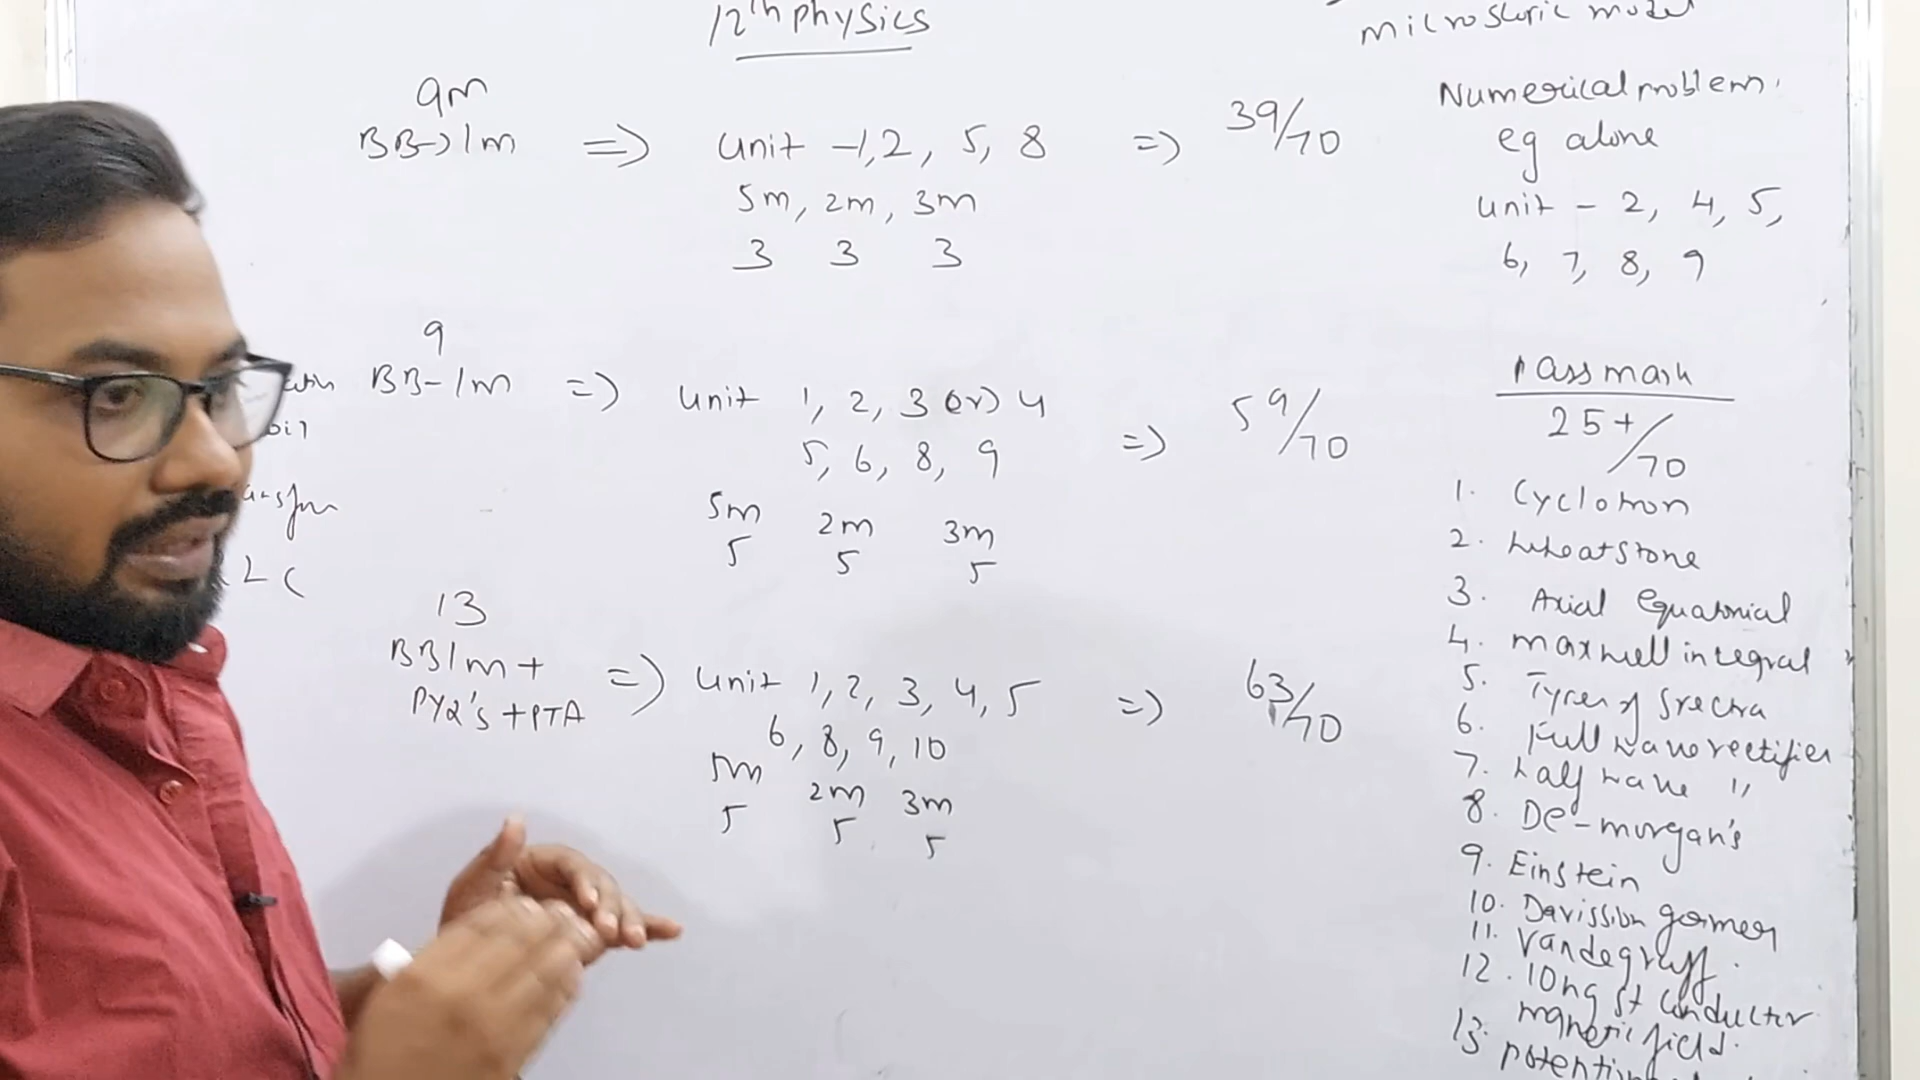 12th physics
9m
BB->1m => unit -1,2, 5, 8 => 39/70
5m, 2m, 3m
3 3 3
9
BB-1m => unit 1, 2, 3 (or) 4 => 59/70
5, 6, 8, 9
5m 2m 3m
5 5 5
LC
13
BB1m + => unit 1, 2, 3, 4, 5 => 63/70
PYQ's + PTA
6, 8, 9, 10
5m 2m 3m
5 5 5
Numerical problem.
eg alone
unit - 2, 4, 5,
6, 7, 8, 9
Pass mark
25+/70
1. Cyclotron
2. Wheatstone
3. Axial Equatorial
4. maxwell integral
5. Types of Spectra
6. Full wave rectifier
7. half wave "
8. De-morgan's
9. Einstein
10. Davission germer
11. Vandegraff.
12. long st conductor
magnetic field.
13.